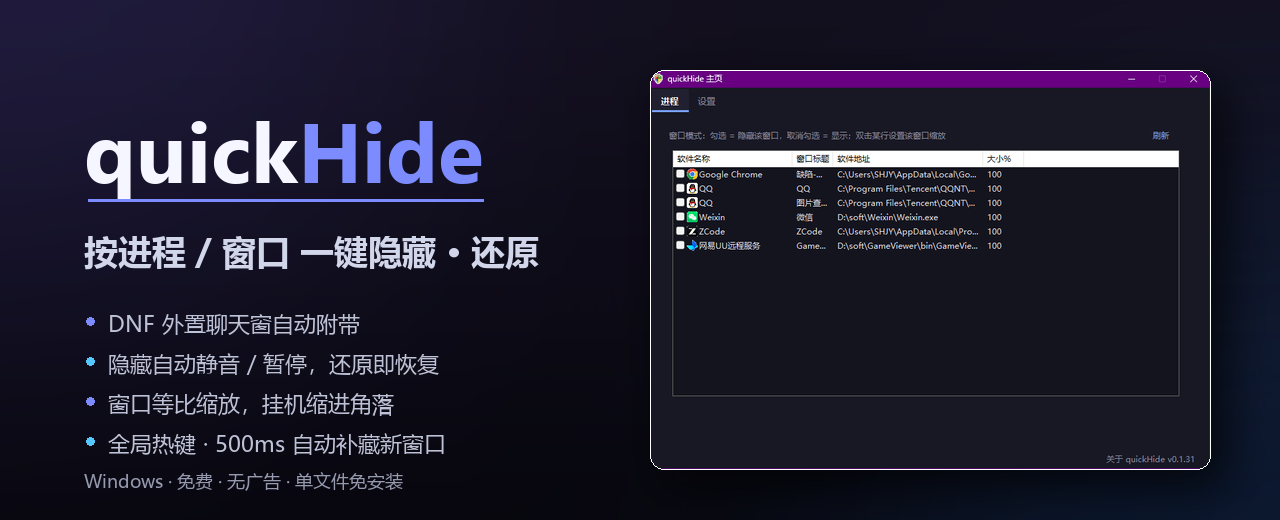 quickHide
按进程 / 窗口 一键隐藏 · 还原
DNF 外置聊天窗自动附带
隐藏自动静音 / 暂停，还原即恢复
窗口等比缩放，挂机缩进角落
全局热键 · 500ms 自动补藏新窗口
Windows · 免费 · 无广告 · 单文件免安装
quickHide 主页
进程 设置
窗口模式：勾选 = 隐藏该窗口，取消勾选 = 显示；双击某行设置该窗口缩放 刷新
软件名称 窗口标题 软件地址 大小%
Google Chrome 缺陷-... C:\Users\SHJY\AppData\Local\Go... 100
QQ QQ C:\Program Files\Tencent\QQNT\... 100
QQ 图片查... C:\Program Files\Tencent\QQNT\... 100
Weixin 微信 D:\soft\Weixin\Weixin.exe 100
ZCode ZCode C:\Users\SHJY\AppData\Local\Pro... 100
网易UU远程服务 Game... D:\soft\GameViewer\bin\GameVie... 100
关于 quickHide v0.1.31